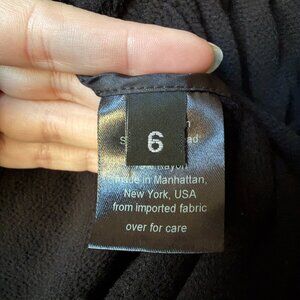 6
Rayon
made in Manhattan,
New York, USA
from imported fabric
over for care